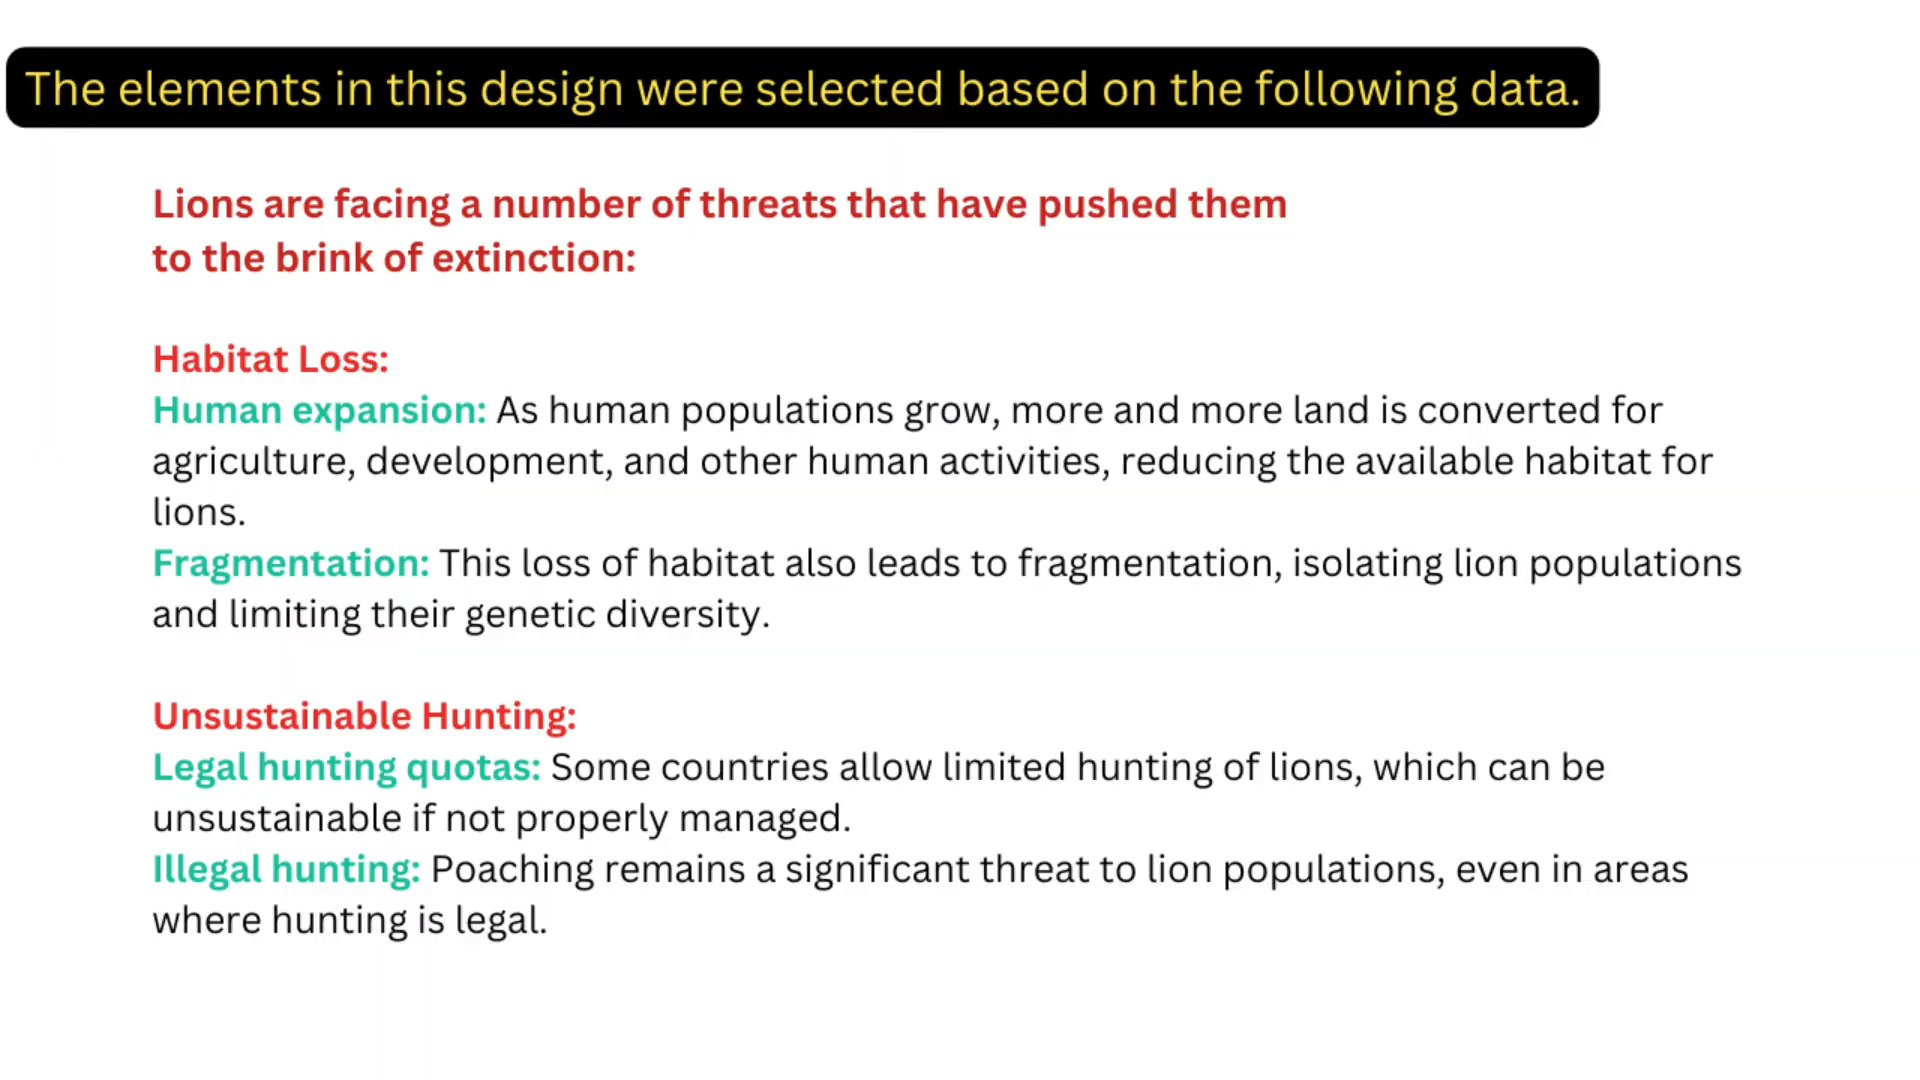 The elements in this design were selected based on the following data.
Lions are facing a number of threats that have pushed them
to the brink of extinction:
Habitat Loss:
Human expansion: As human populations grow, more and more land is converted for
agriculture, development, and other human activities, reducing the available habitat for
lions.
Fragmentation: This loss of habitat also leads to fragmentation, isolating lion populations
and limiting their genetic diversity.
Unsustainable Hunting:
Legal hunting quotas: Some countries allow limited hunting of lions, which can be
unsustainable if not properly managed.
Illegal hunting: Poaching remains a significant threat to lion populations, even in areas
where hunting is legal.